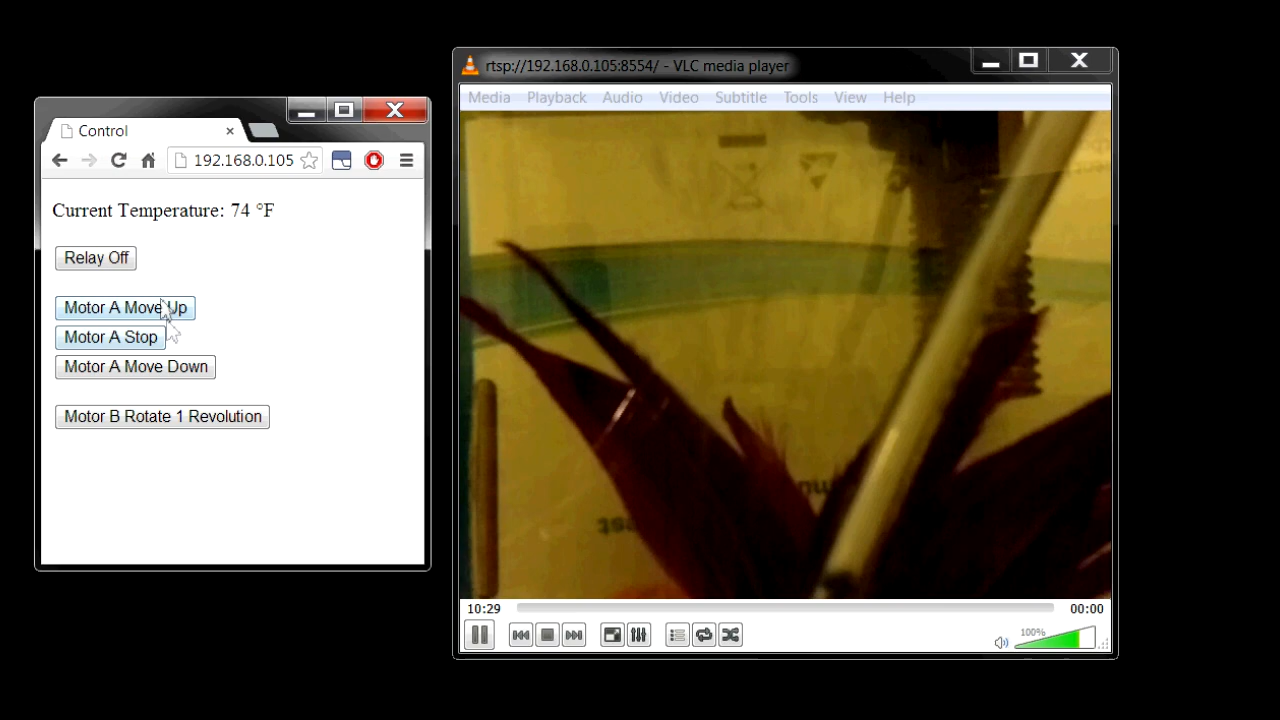 Control
192.168.0.105
Current Temperature: 74 °F
Relay Off
Motor A Move Up
Motor A Stop
Motor A Move Down
Motor B Rotate 1 Revolution
rtsp://192.168.0.105:8554/ - VLC media player
Media Playback Audio Video Subtitle Tools View Help
10:29
00:00
100%